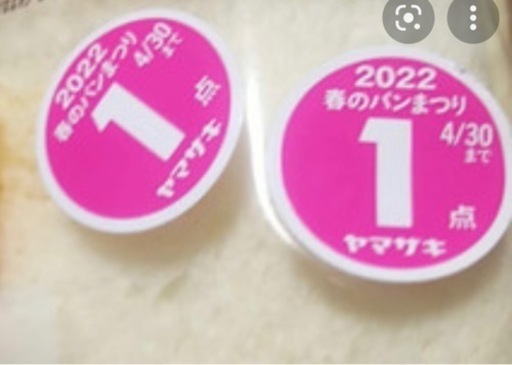 2022
春のパンまつり
4/30
まで
1
点
ヤマザキ
2022
春のパンまつり
4/30
まで
1
点
ヤマザキ